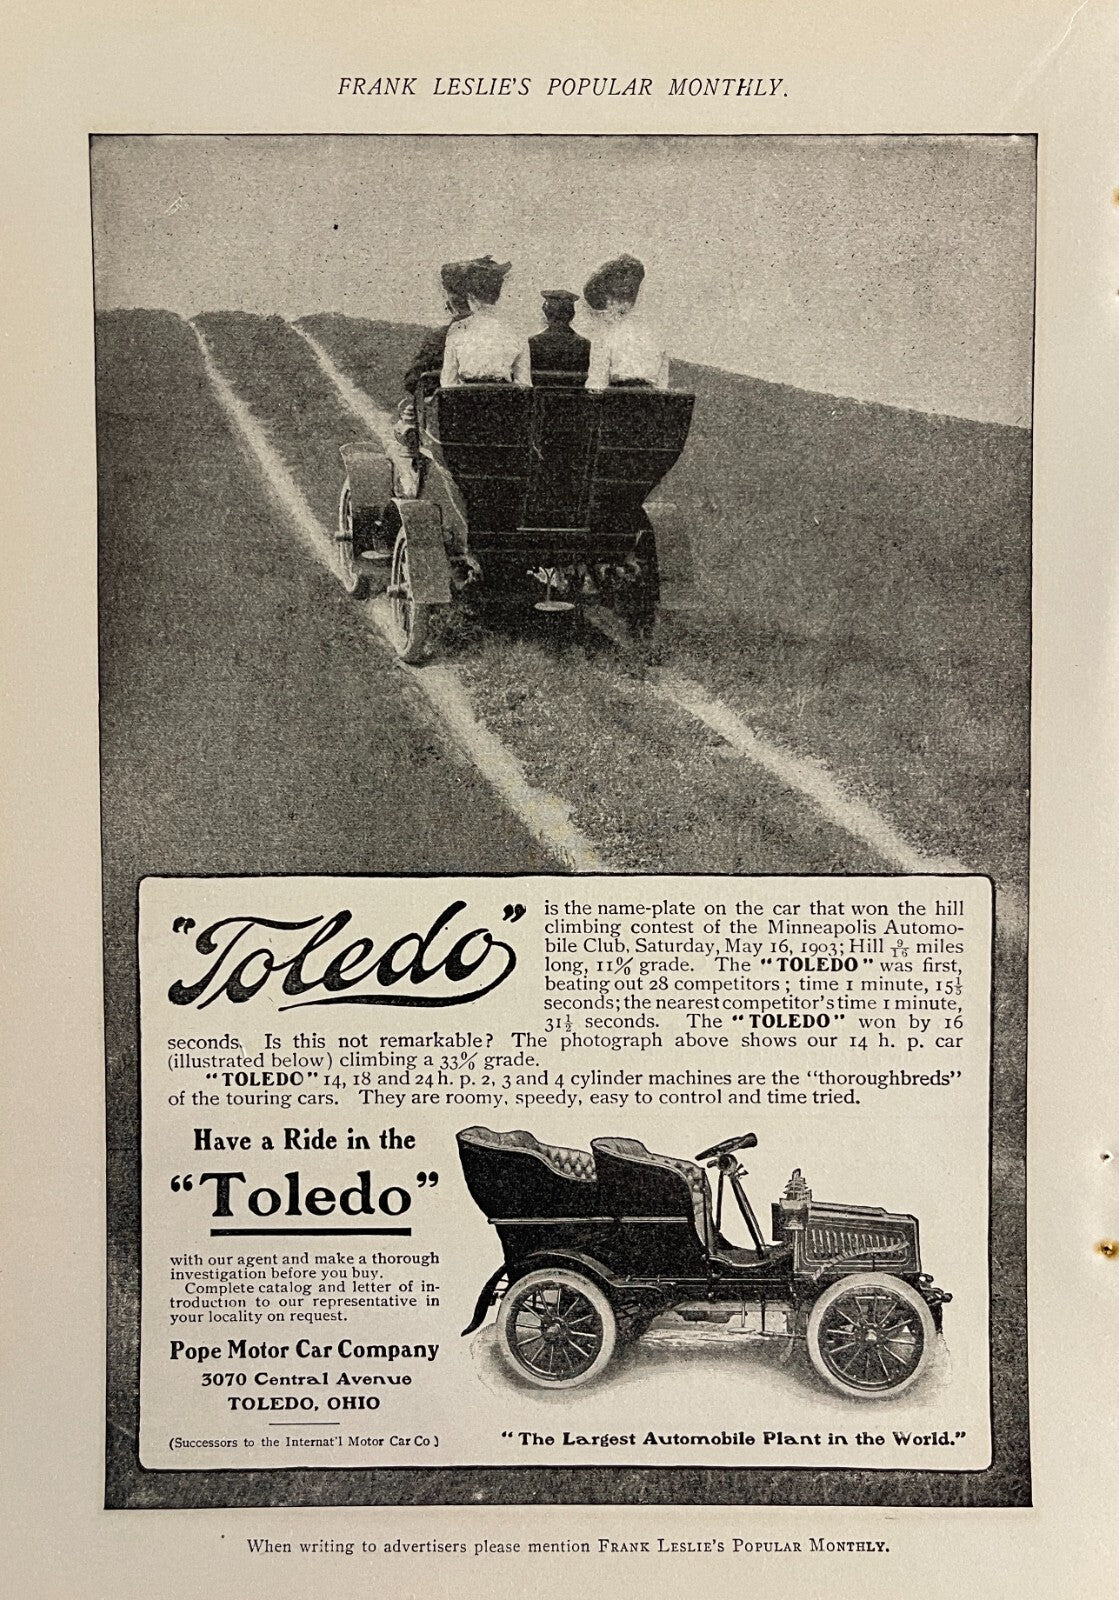 FRANK LESLIE'S POPULAR MONTHLY.
"Toledo"
is the name-plate on the car that won the hill
climbing contest of the Minneapolis Automo-
bile Club, Saturday, May 16, 1903; Hill 9/16 miles
long, 11% grade. The "TOLEDO" was first,
beating out 28 competitors; time 1 minute, 15⅕
seconds; the nearest competitor's time 1 minute,
31½ seconds. The "TOLEDO" won by 16
seconds. Is this not remarkable? The photograph above shows our 14 h. p. car
(illustrated below) climbing a 33% grade.
"TOLEDO" 14, 18 and 24 h. p. 2, 3 and 4 cylinder machines are the "thoroughbreds"
of the touring cars. They are roomy, speedy, easy to control and time tried.
Have a Ride in the
"Toledo"
with our agent and make a thorough
investigation before you buy.
Complete catalog and letter of in-
troduction to our representative in
your locality on request.
Pope Motor Car Company
3070 Central Avenue
TOLEDO, OHIO
(Successors to the Internat'l Motor Car Co)
"The Largest Automobile Plant in the World."
When writing to advertisers please mention FRANK LESLIE'S POPULAR MONTHLY.